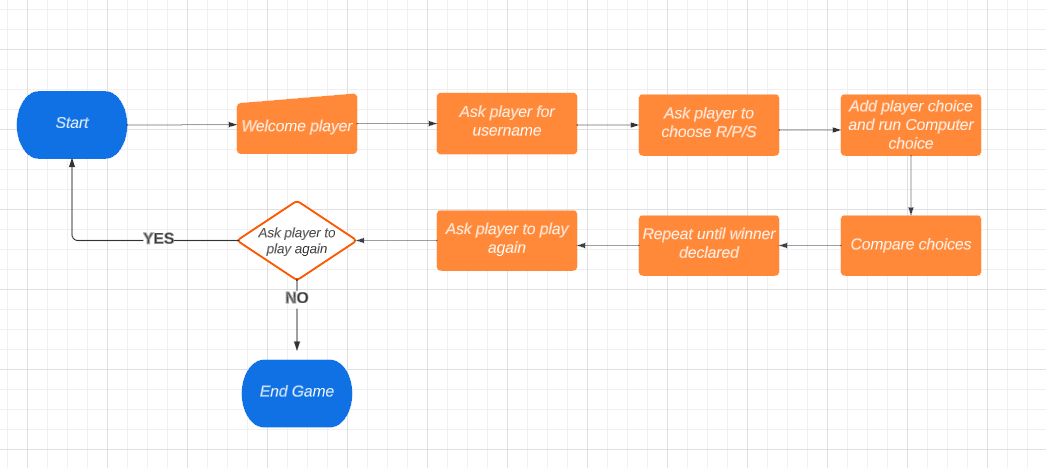 Start
Welcome player
Ask player for
username
Ask player to
choose R/P/S
Add player choice
and run Computer
choice
Compare choices
Repeat until winner
declared
Ask player to play
again
Ask player to
play again
YES
NO
End Game